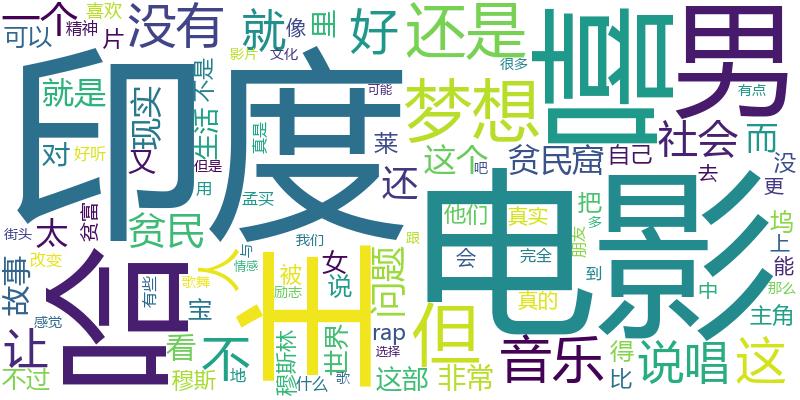 一个
喜欢
精神
可以
片
没有
就
像
里
好
还是
嘻
男
影片
文化
很多
印度
电影
哈
主
现实
生活
不是
就是
对
好听
又
但是
用
真是
可能
孟买
莱
还
梦想
这个
吧
贫民窟
自己
社会
去
而
有点
没
更
街头
太
贫富
贫民
改变
故事
有些
人
歌舞
与
情感
我们
跟
女
问题
他们
真实
会
完全
朋友
把
多
到
坞
上
能
那么
中
主角
真的
感觉
宝
被
励志
说
世界
rap
选择
让
看
不
不过
穆斯
穆斯林
什么
歌
这部
但
非常
音乐
得
比
说唱
这